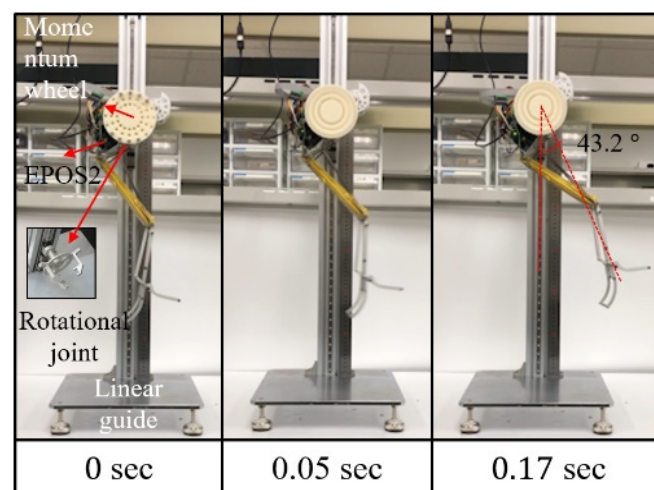 Mome
ntum
wheel
EPOS2
Rotational
joint
Linear
guide
43.2 °
0 sec
0.05 sec
0.17 sec